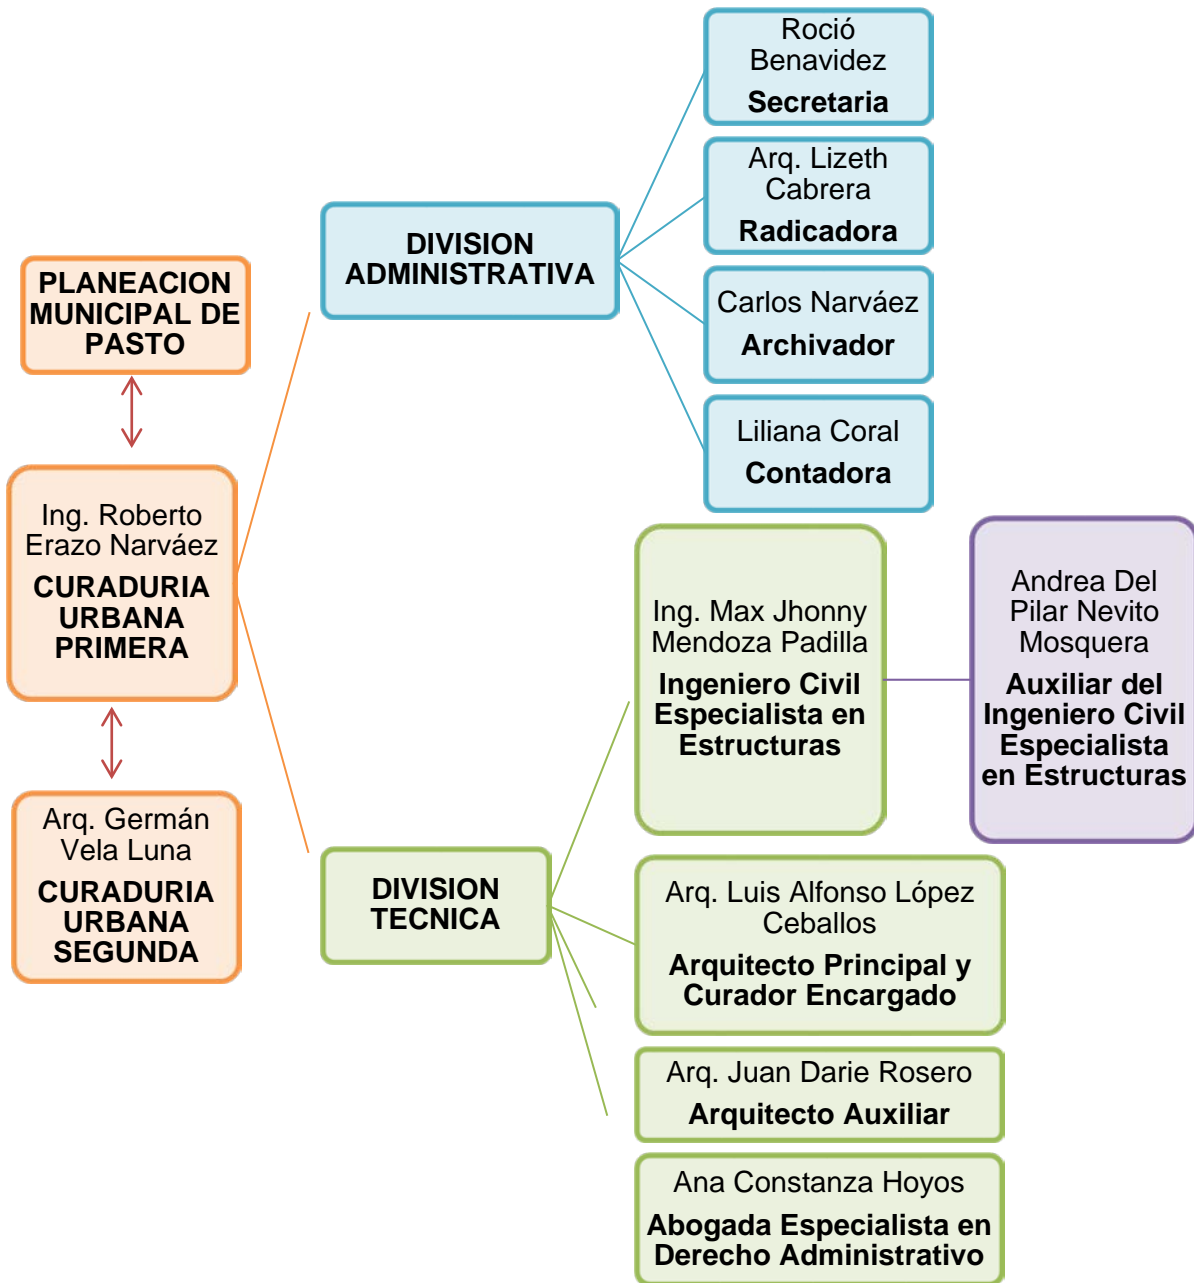 PLANEACION
MUNICIPAL DE
PASTO
Ing. Roberto
Erazo Narváez
CURADURIA
URBANA
PRIMERA
Arq. Germán
Vela Luna
CURADURIA
URBANA
SEGUNDA
DIVISION
ADMINISTRATIVA
Roció
Benavidez
Secretaria
Arq. Lizeth
Cabrera
Radicadora
Carlos Narváez
Archivador
Liliana Coral
Contadora
DIVISION
TECNICA
Ing. Max Jhonny
Mendoza Padilla
Ingeniero Civil
Especialista en
Estructuras
Andrea Del
Pilar Nevito
Mosquera
Auxiliar del
Ingeniero Civil
Especialista
en Estructuras
Arq. Luis Alfonso López
Ceballos
Arquitecto Principal y
Curador Encargado
Arq. Juan Darie Rosero
Arquitecto Auxiliar
Ana Constanza Hoyos
Abogada Especialista en
Derecho Administrativo